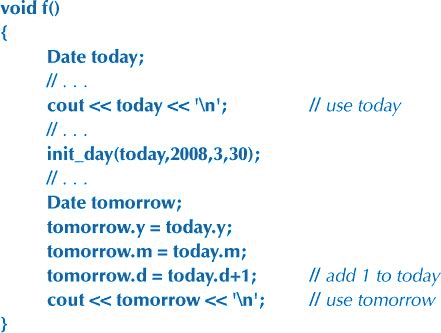 void f()
{
Date today;
// . . .
cout << today << '\n'; // use today
// . . .
init_day(today,2008,3,30);
// . . .
Date tomorrow;
tomorrow.y = today.y;
tomorrow.m = today.m;
tomorrow.d = today.d+1; // add 1 to today
cout << tomorrow << '\n'; // use tomorrow
}